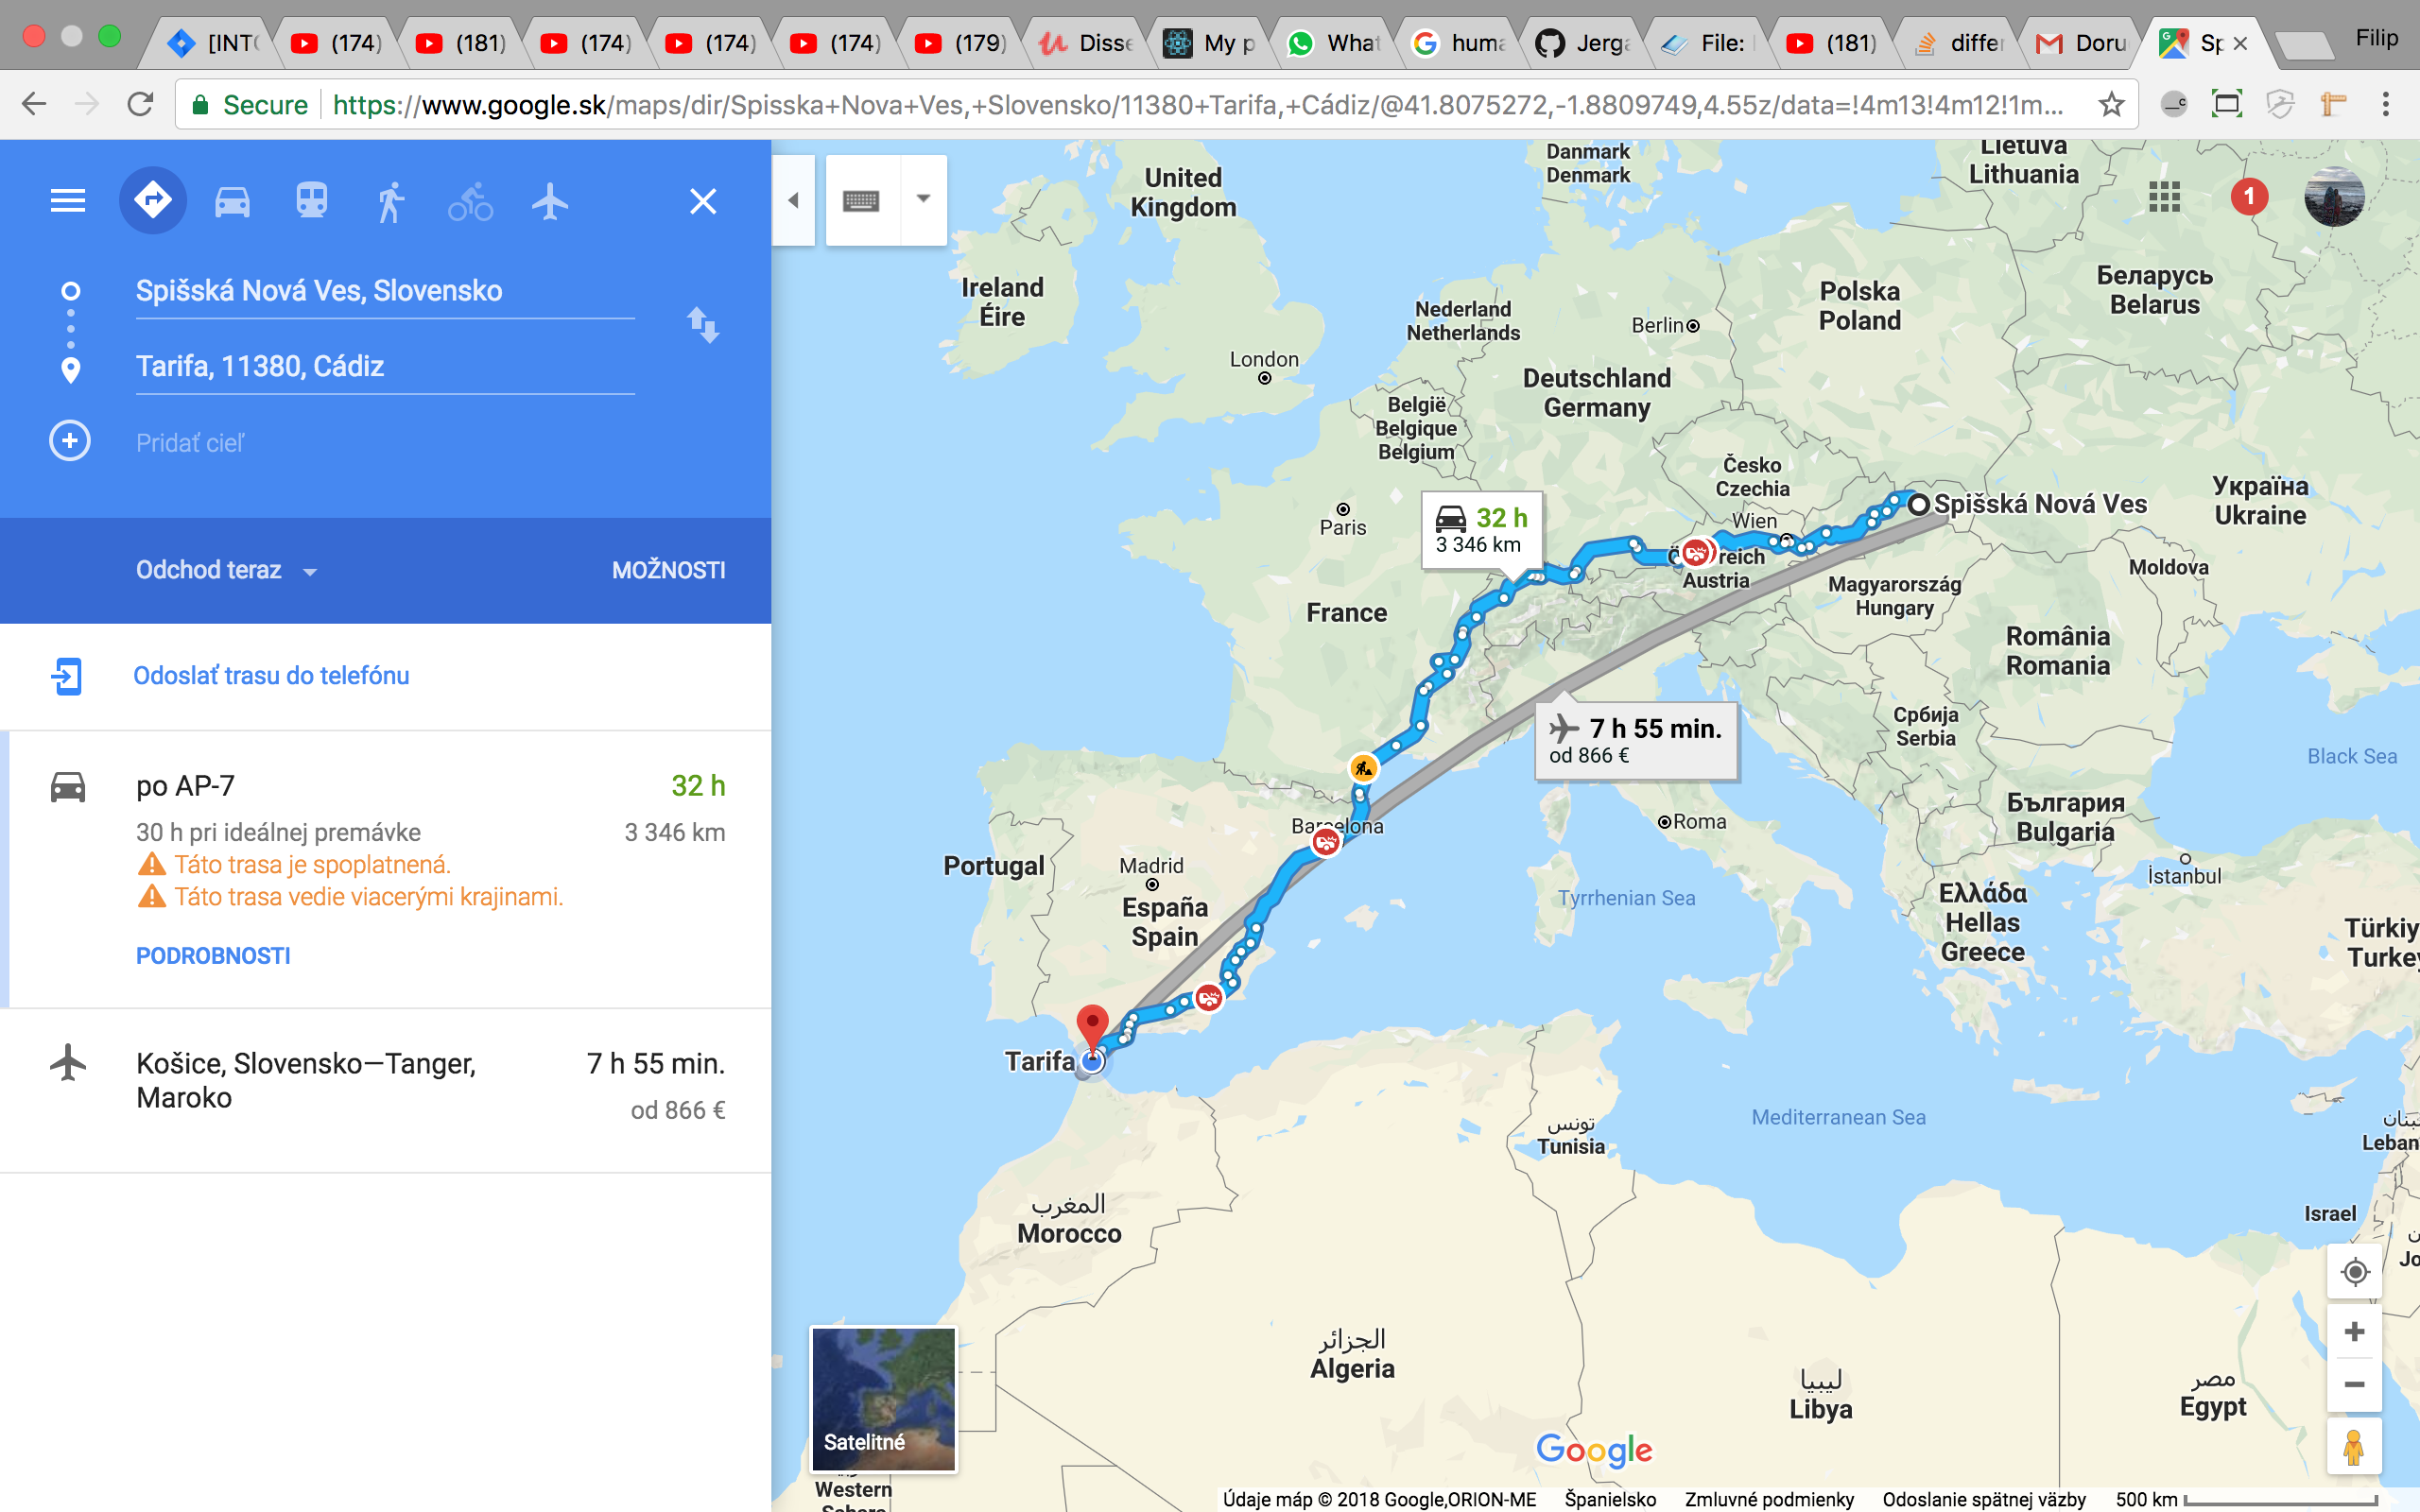 [INT
(174)
(181)
(174)
(174)
(174)
(179)
Disse
My p
What
Jerga
File:
(181)
differ
Doru
Sp
Filip
Secure
https://www.google.sk/maps/dir/Spisska+Nova+Ves,+Slovensko/11380+Tarifa,+Cádiz/@41.8075272,-1.8809749,4.55z/data=!4m13!4m12!1m...
Spišská Nová Ves, Slovensko
Tarifa, 11380, Cádiz
Pridať cieľ
Odchod teraz
MOŽNOSTI
Odoslať trasu do telefónu
po AP-7
32 h
30 h pri ideálnej premávke
3 346 km
Táto trasa je spoplatnená.
Táto trasa vedie viacerými krajinami.
PODROBNOSTI
Košice, Slovensko—Tanger,
Maroko
7 h 55 min.
od 866 €
1
Danmark
Denmark
Lietuva
Lithuania
United
Kingdom
Ireland
Éire
Nederland
Netherlands
Berlin
Polska
Poland
Беларусь
Belarus
London
Deutschland
Germany
België
Belgique
Belgium
Česko
Czechia
Paris
32 h
3 346 km
Wien
Spišská Nová Ves
Україна
Ukraine
Österreich
Austria
Magyarország
Hungary
Moldova
France
România
Romania
7 h 55 min.
od 866 €
Србија
Serbia
Black Sea
България
Bulgaria
Barcelona
Roma
Portugal
Madrid
España
Spain
Tyrrhenian Sea
Ελλάδα
Hellas
Greece
İstanbul
Türkiy
Turkey
Tarifa
تونس
Tunisia
Mediterranean Sea
لبنان
Leban
المغرب
Morocco
Israel
Jo
الجزائر
Algeria
ليبيا
Libya
مصر
Egypt
Satelitné
Western
Google
Údaje máp © 2018 Google,ORION-ME
Španielsko
Zmluvné podmienky
Odoslanie spätnej väzby
500 km